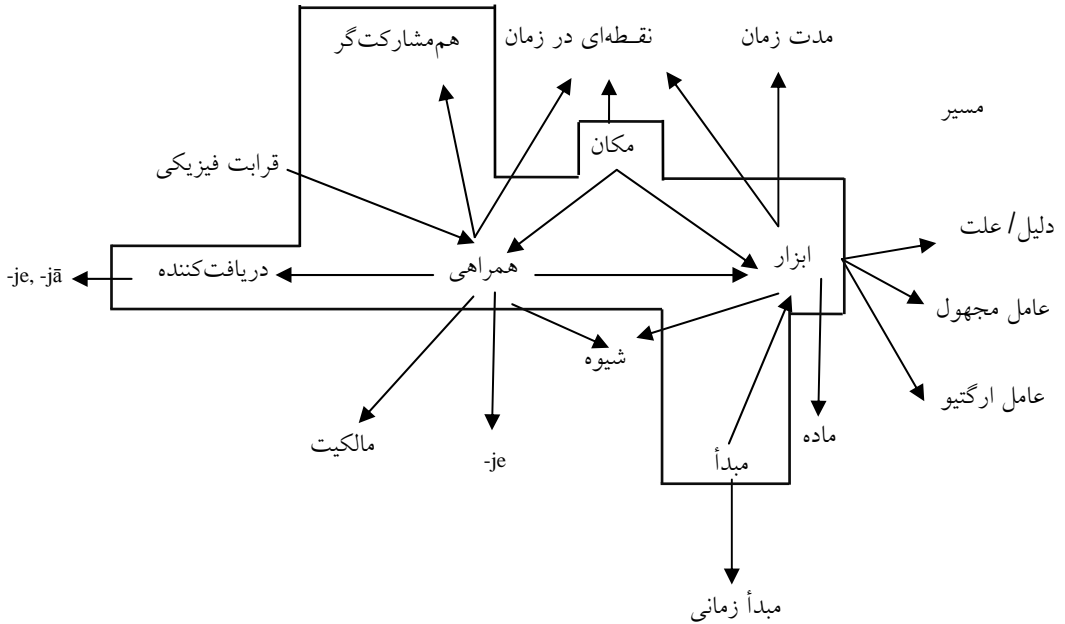 هم‌مشارکت‌گر
نقطه‌ای در زمان
مدت زمان
مسیر
مکان
قرابت فیزیکی
دلیل/ علت
ابزار
همراهی
دریافت‌کننده
-je, -jā
عامل مجهول
شیوه
عامل ارگتیو
ماده
مالکیت
-je
مبدأ
مبدأ زمانی